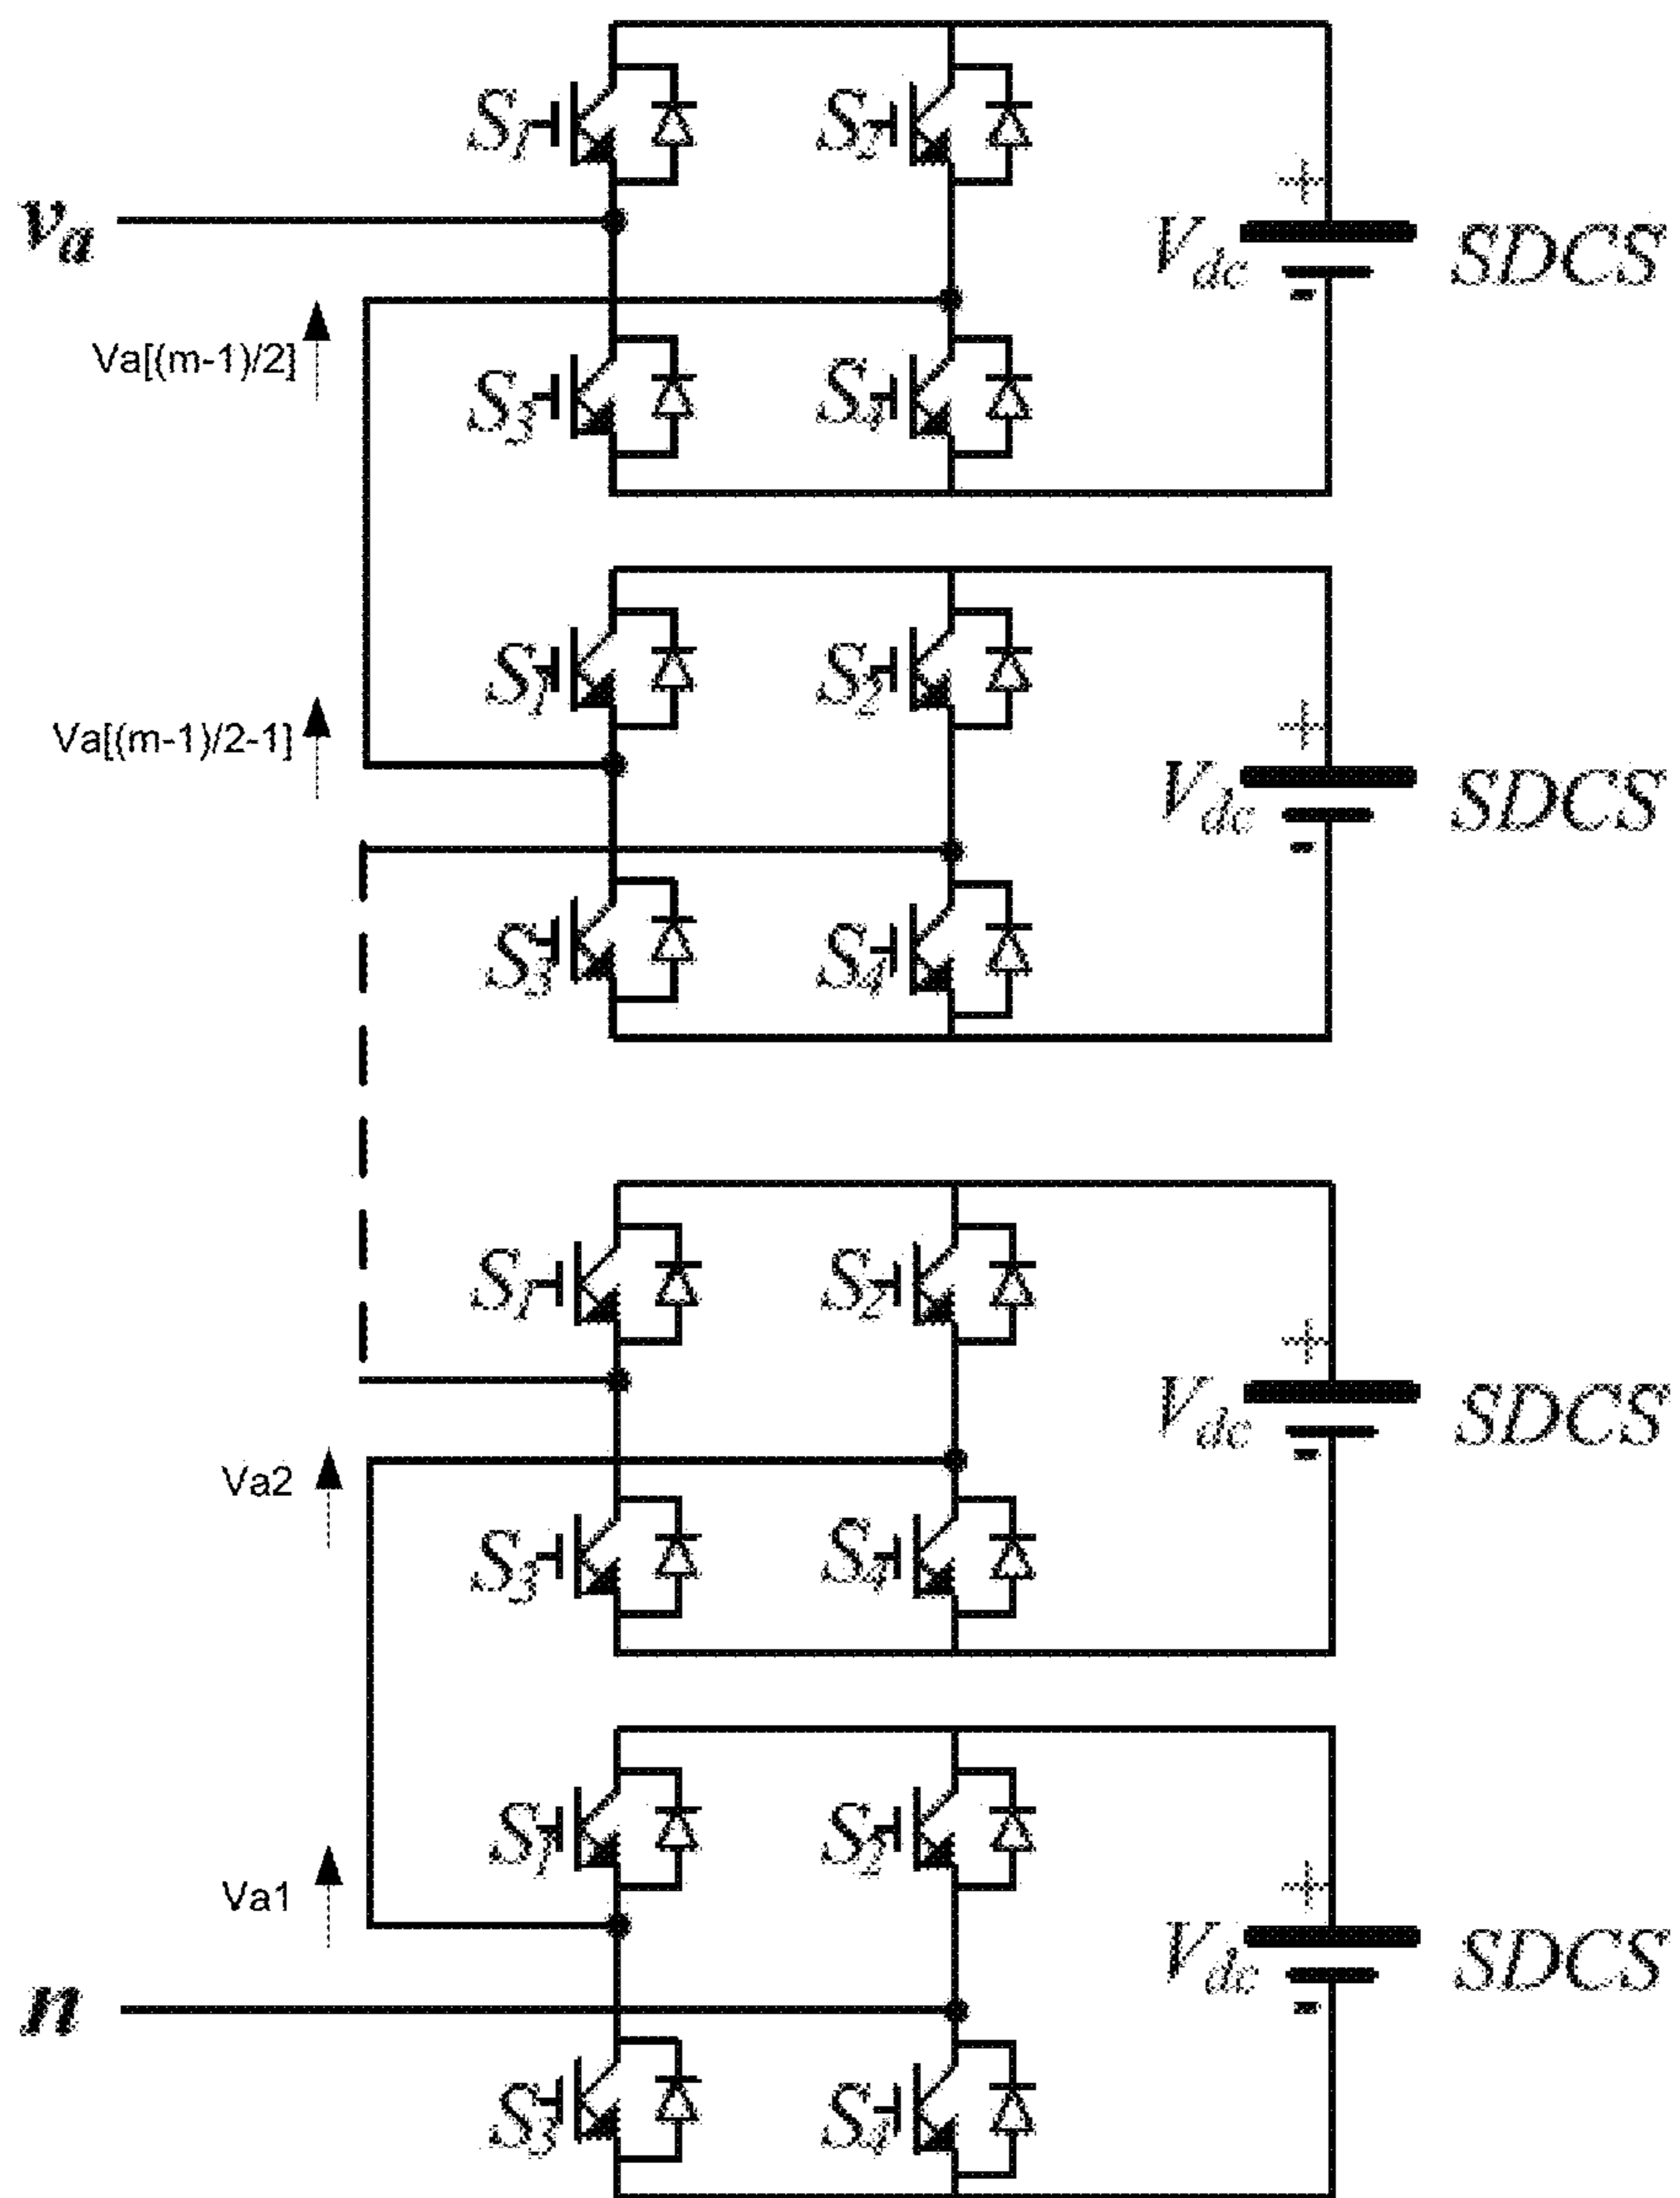 S1 S2
va
+
Vdc SDCS
Va[(m-1)/2]
S3 S4
S1 S2
+
Va[(m-1)/2-1]
Vdc SDCS
S3 S4
S1 S2
+
Vdc SDCS
Va2
S3 S4
S1 S2
+
Va1
Vdc SDCS
n
S3 S4